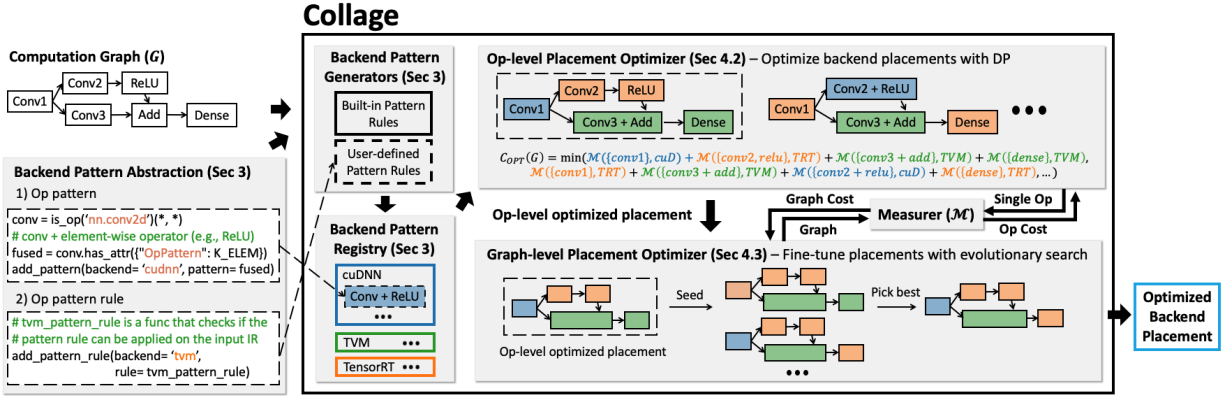 Collage
Computation Graph (G)
Conv1
Conv2
ReLU
Conv3
Add
Dense
Backend Pattern Abstraction (Sec 3)
1) Op pattern
conv = is_op(‘nn.conv2d’)(*, *)
# conv + element-wise operator (e.g., ReLU)
fused = conv.has_attr({"OpPattern": K_ELEM})
add_pattern(backend= ‘cudnn’, pattern= fused)
2) Op pattern rule
# tvm_pattern_rule is a func that checks if the
# pattern rule can be applied on the input IR
add_pattern_rule(backend= ‘tvm’,
rule= tvm_pattern_rule)
Backend Pattern
Generators (Sec 3)
Built-in Pattern
Rules
User-defined
Pattern Rules
Backend Pattern
Registry (Sec 3)
cuDNN
Conv + ReLU
•••
TVM •••
TensorRT •••
Op-level Placement Optimizer (Sec 4.2) – Optimize backend placements with DP
Conv1
Conv2
ReLU
Conv3 + Add
Dense
Conv1
Conv2 + ReLU
Conv3 + Add
Dense
•••
C_OPT(G) = min(ℳ({conv1}, cuD) + ℳ({conv2, relu}, TRT) + ℳ({conv3 + add}, TVM) + ℳ({dense}, TVM),
ℳ({conv1}, TRT) + ℳ({conv3 + add}, TVM) + ℳ({conv2 + relu}, cuD) + ℳ({dense}, TRT), …)
Op-level optimized placement
Graph Cost
Graph
Measurer (ℳ)
Single Op
Op Cost
Graph-level Placement Optimizer (Sec 4.3) – Fine-tune placements with evolutionary search
Op-level optimized placement
Seed
•••
Pick best
Optimized
Backend
Placement